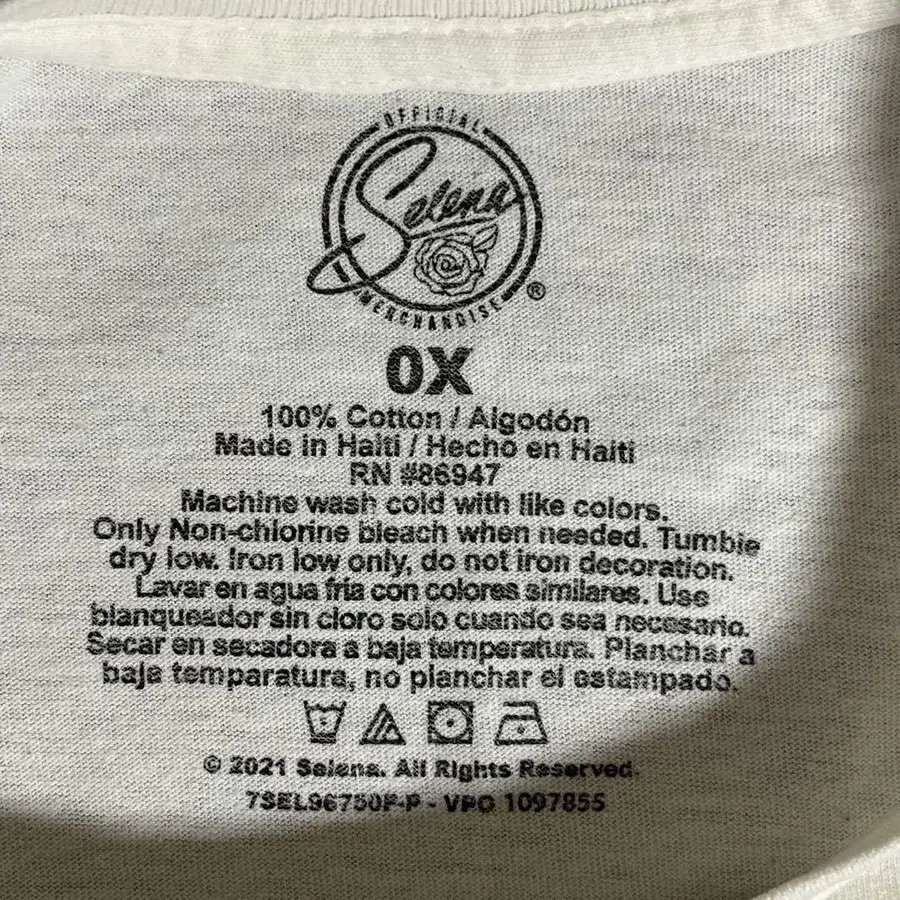 OFFICIAL
Selena
MERCHANDISE
®
0X
100% Cotton / Algodón
Made in Haiti / Hecho en Haiti
RN #86947
Machine wash cold with like colors.
Only Non-chlorine bleach when needed. Tumble
dry low. Iron low only, do not iron decoration.
Lavar en agua fría con colores similares. Use
blanqueador sin cloro solo cuando sea necesario.
Secar en secadora a baja temperatura. Planchar a
baja temparatura, no planchar el estampado.
© 2021 Selena. All Rights Reserved.
7SEL96750P-P - VPO 1097855